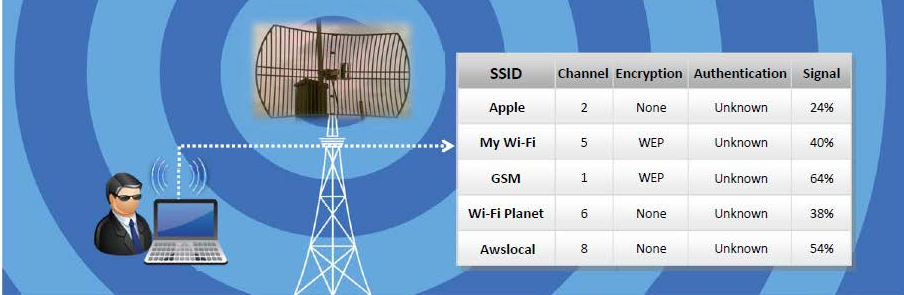 SSID Channel Encryption Authentication Signal
Apple 2 None Unknown 24%
My Wi-Fi 5 WEP Unknown 40%
GSM 1 WEP Unknown 64%
Wi-Fi Planet 6 None Unknown 38%
Awslocal 8 None Unknown 54%